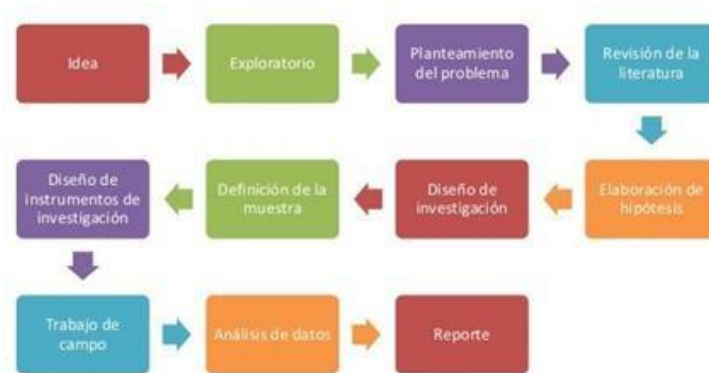 Idea
Exploratorio
Planteamiento
del problema
Revisión de la
literatura
Elaboración de
hipótesis
Diseño de
investigación
Definición de la
muestra
Diseño de
instrumentos de
investigación
Trabajo de
campo
Análisis de datos
Reporte